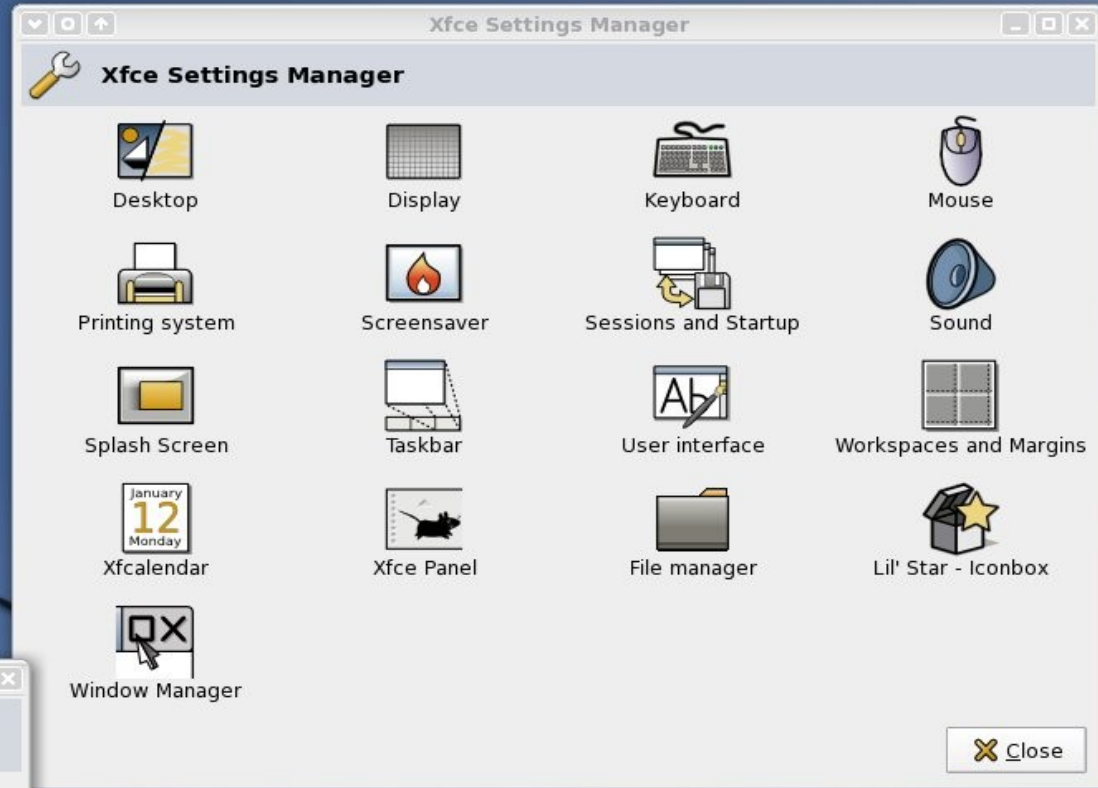 Xfce Settings Manager
Xfce Settings Manager
Desktop
Display
Keyboard
Mouse
Printing system
Screensaver
Sessions and Startup
Sound
Splash Screen
Taskbar
Ab
User interface
Workspaces and Margins
January
12
Monday
Xfcalendar
Xfce Panel
File manager
Lil' Star - Iconbox
Window Manager
Close